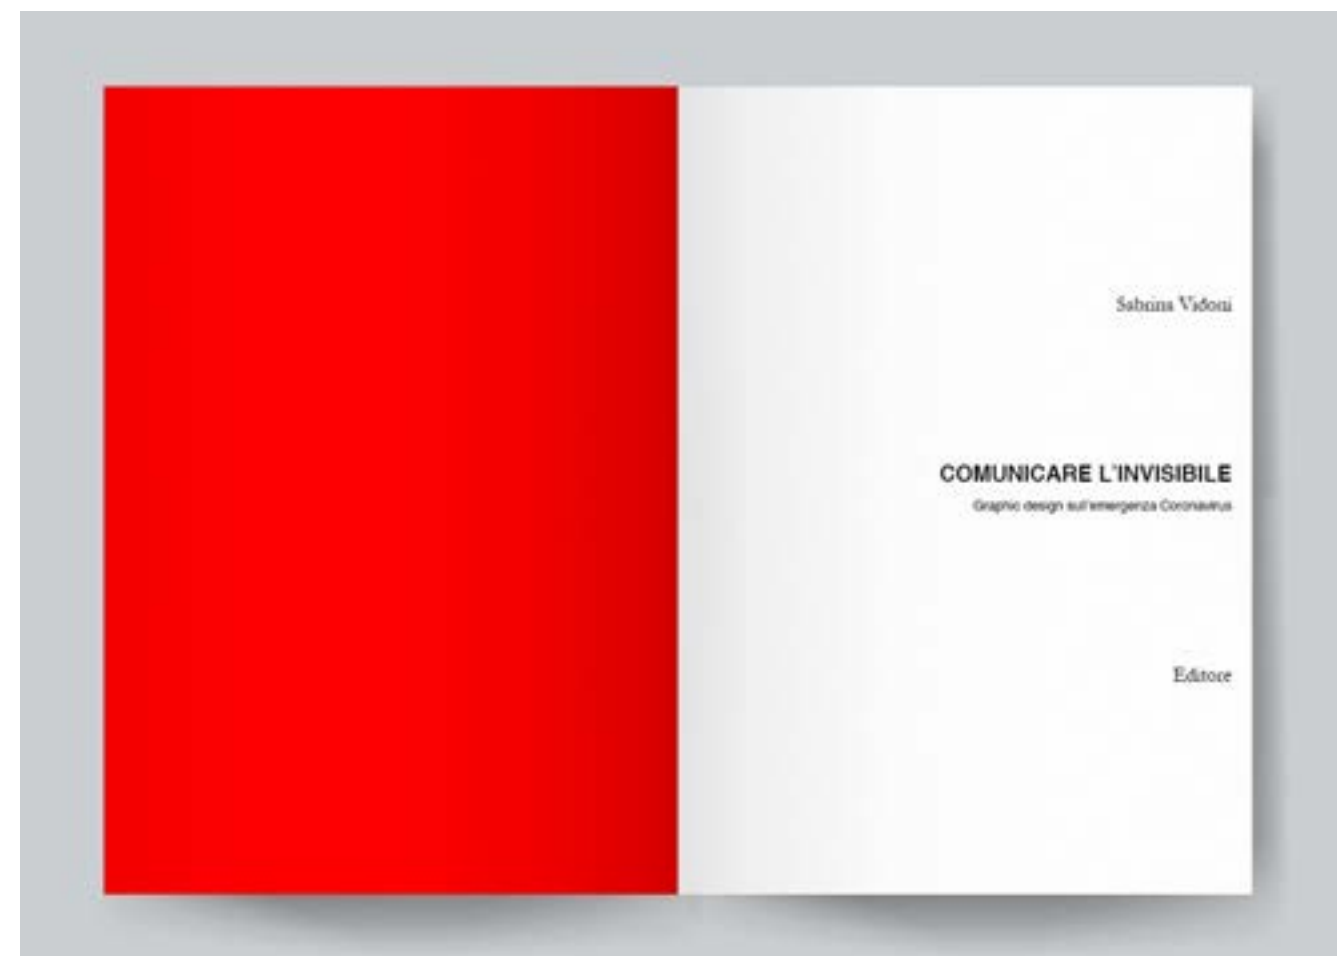 Sabrina Vidoni
COMUNICARE L'INVISIBILE
Graphic design sull'emergenza Coronavirus
Editore